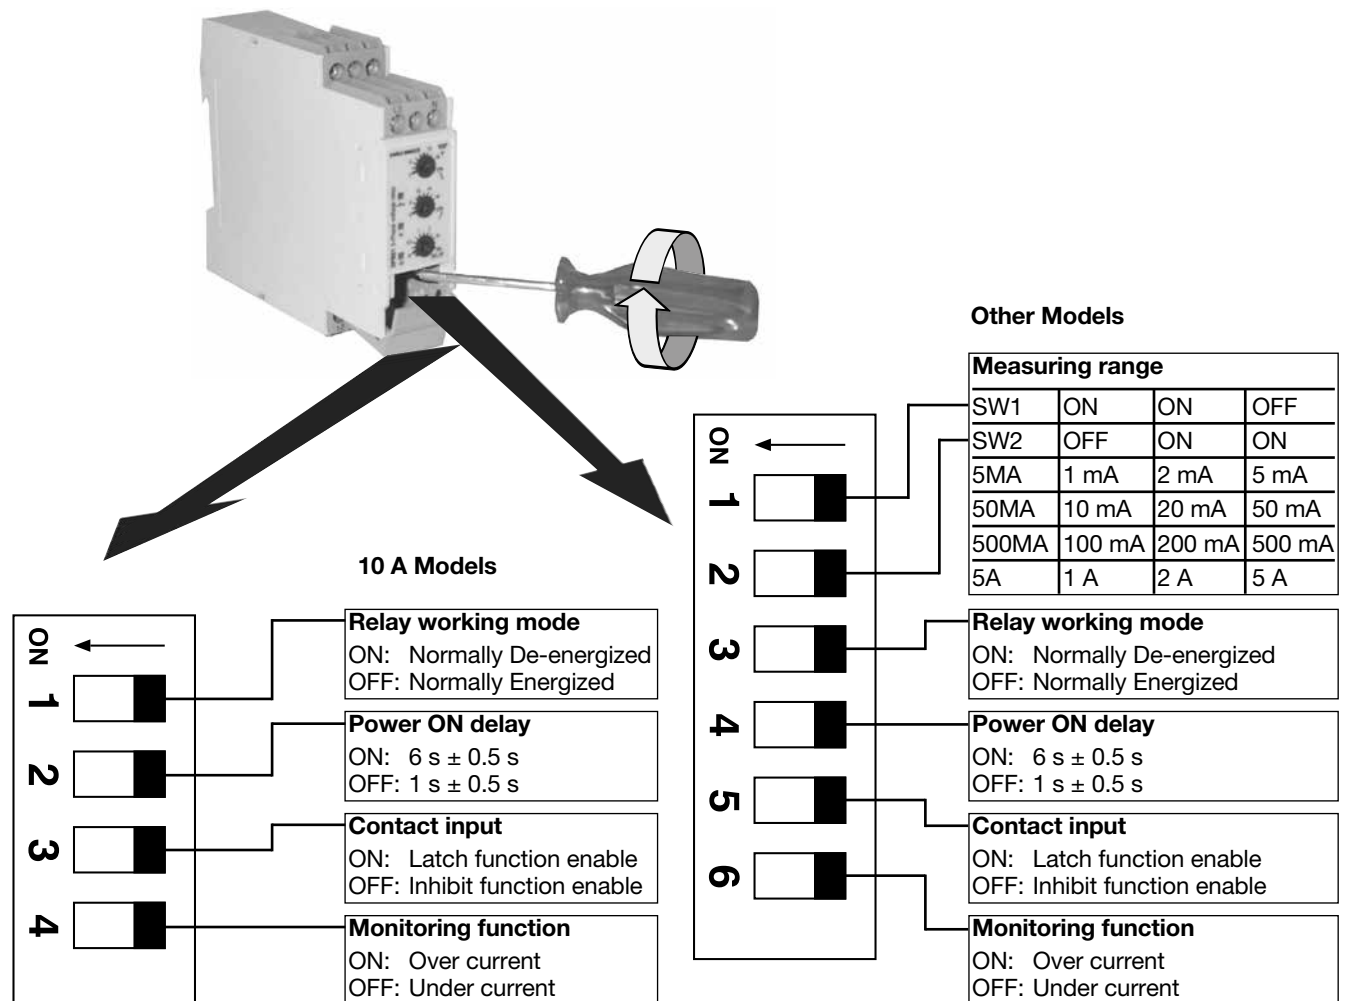 Other Models
Measuring range
SW1 ON ON OFF
SW2 OFF ON ON
5MA 1 mA 2 mA 5 mA
50MA 10 mA 20 mA 50 mA
500MA 100 mA 200 mA 500 mA
5A 1 A 2 A 5 A
ON
1
2
3
4
5
6
Relay working mode
ON: Normally De-energized
OFF: Normally Energized
Power ON delay
ON: 6 s ± 0.5 s
OFF: 1 s ± 0.5 s
Contact input
ON: Latch function enable
OFF: Inhibit function enable
Monitoring function
ON: Over current
OFF: Under current
10 A Models
ON
1
2
3
4
Relay working mode
ON: Normally De-energized
OFF: Normally Energized
Power ON delay
ON: 6 s ± 0.5 s
OFF: 1 s ± 0.5 s
Contact input
ON: Latch function enable
OFF: Inhibit function enable
Monitoring function
ON: Over current
OFF: Under current